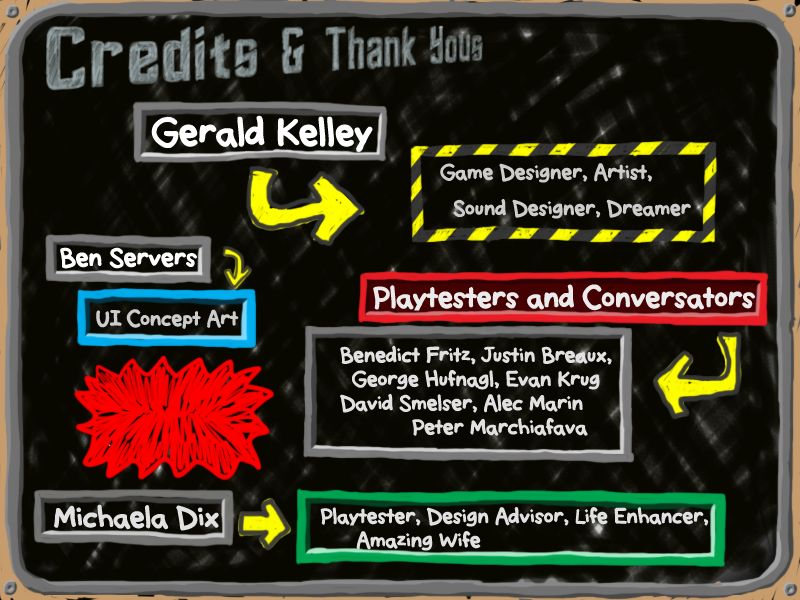 Credits & Thank Yous
Gerald Kelley
Game Designer, Artist,
Sound Designer, Dreamer
Ben Servers
UI Concept Art
Playtesters and Conversators
Benedict Fritz, Justin Breaux,
George Hufnagl, Evan Krug
David Smelser, Alec Marin
Peter Marchiafava
Michaela Dix
Playtester, Design Advisor, Life Enhancer,
Amazing Wife